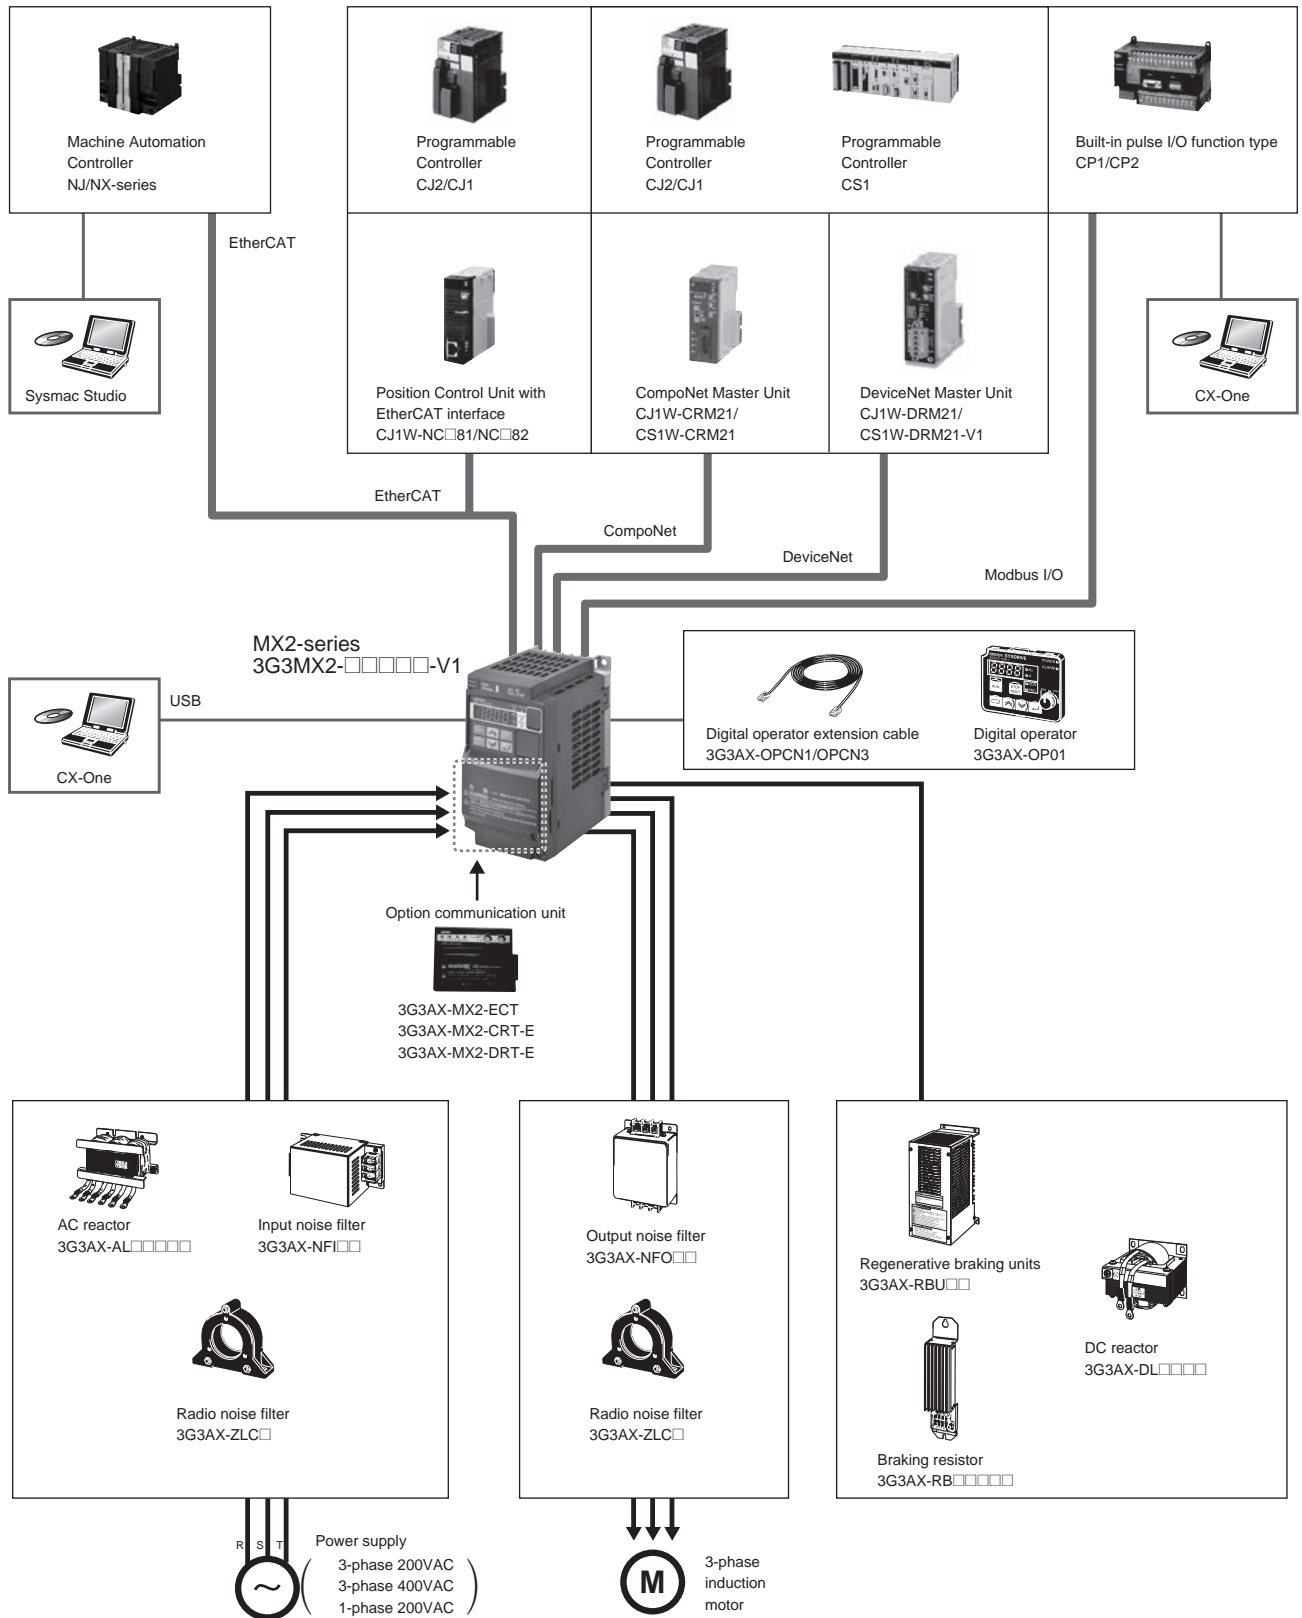 Machine Automation
Controller
NJ/NX-series
Programmable
Controller
CJ2/CJ1
Programmable
Controller
CJ2/CJ1
Programmable
Controller
CS1
Built-in pulse I/O function type
CP1/CP2
EtherCAT
Sysmac Studio
Position Control Unit with
EtherCAT interface
CJ1W-NC□81/NC□82
CompoNet Master Unit
CJ1W-CRM21/
CS1W-CRM21
DeviceNet Master Unit
CJ1W-DRM21/
CS1W-DRM21-V1
CX-One
EtherCAT
CompoNet
DeviceNet
Modbus I/O
MX2-series
3G3MX2-□□□□□-V1
USB
CX-One
Digital operator extension cable
3G3AX-OPCN1/OPCN3
Digital operator
3G3AX-OP01
Option communication unit
3G3AX-MX2-ECT
3G3AX-MX2-CRT-E
3G3AX-MX2-DRT-E
AC reactor
3G3AX-AL□□□□□
Input noise filter
3G3AX-NFI□□
Radio noise filter
3G3AX-ZLC□
Output noise filter
3G3AX-NFO□□
Radio noise filter
3G3AX-ZLC□
Regenerative braking units
3G3AX-RBU□□
DC reactor
3G3AX-DL□□□□
Braking resistor
3G3AX-RB□□□□□
R S T
Power supply
3-phase 200VAC
3-phase 400VAC
1-phase 200VAC
M
3-phase
induction
motor